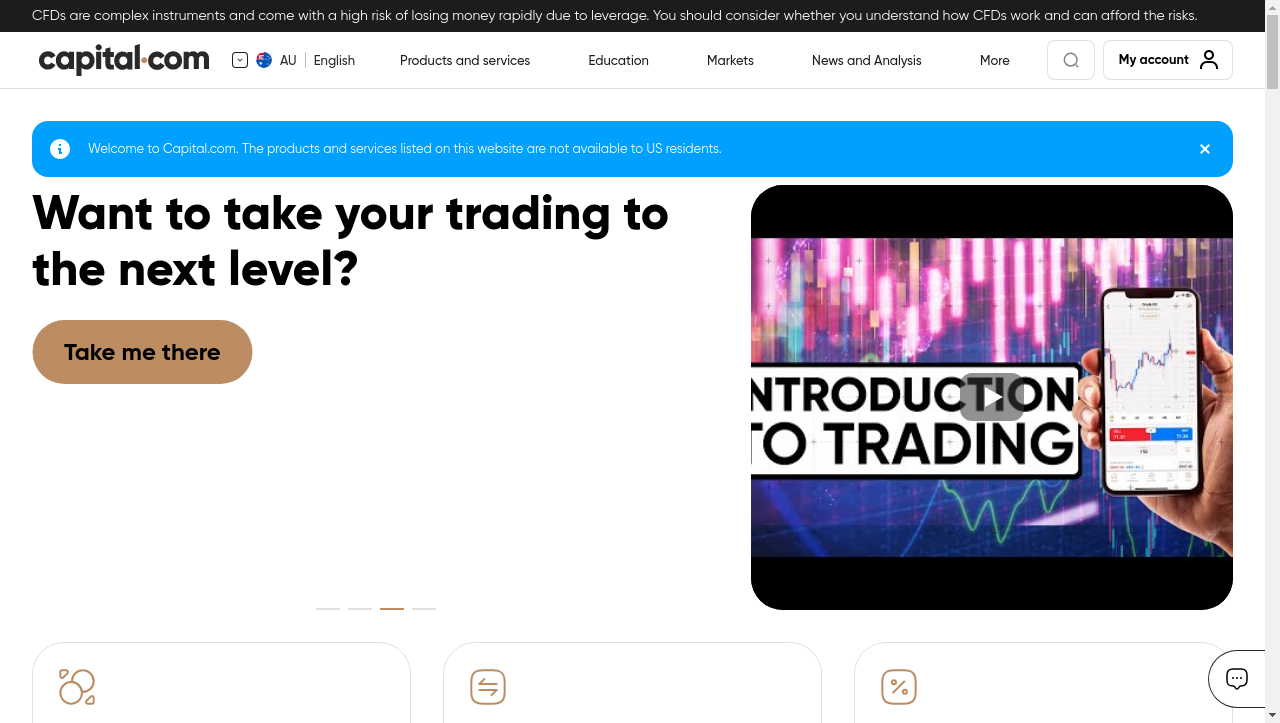 CFDs are complex instruments and come with a high risk of losing money rapidly due to leverage. You should consider whether you understand how CFDs work and can afford the risks.
capital.com
AU
English
Products and services
Education
Markets
News and Analysis
More
My account
Welcome to Capital.com. The products and services listed on this website are not available to US residents.
Want to take your trading to
the next level?
Take me there
NTRODUCTION
TO TRADING